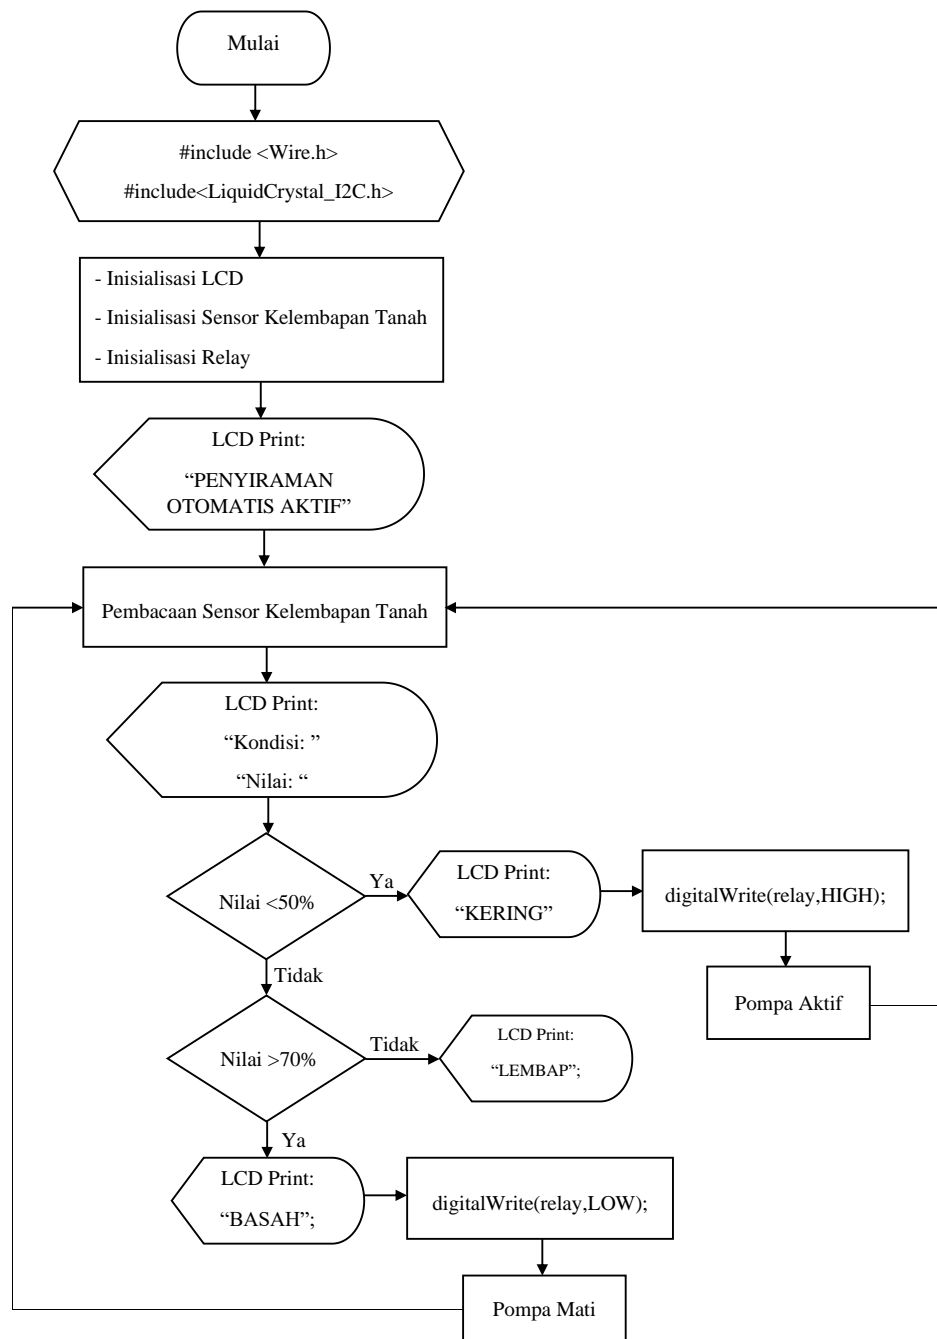 Mulai
#include <Wire.h>
#include<LiquidCrystal_I2C.h>
- Inisialisasi LCD
- Inisialisasi Sensor Kelembapan Tanah
- Inisialisasi Relay
LCD Print:
“PENYIRAMAN
OTOMATIS AKTIF”
Pembacaan Sensor Kelembapan Tanah
LCD Print:
“Kondisi: ”
“Nilai: “
Nilai <50%
Ya
LCD Print:
“KERING”
digitalWrite(relay,HIGH);
Pompa Aktif
Tidak
Nilai >70%
Tidak
LCD Print:
“LEMBAP”;
Ya
LCD Print:
“BASAH”;
digitalWrite(relay,LOW);
Pompa Mati